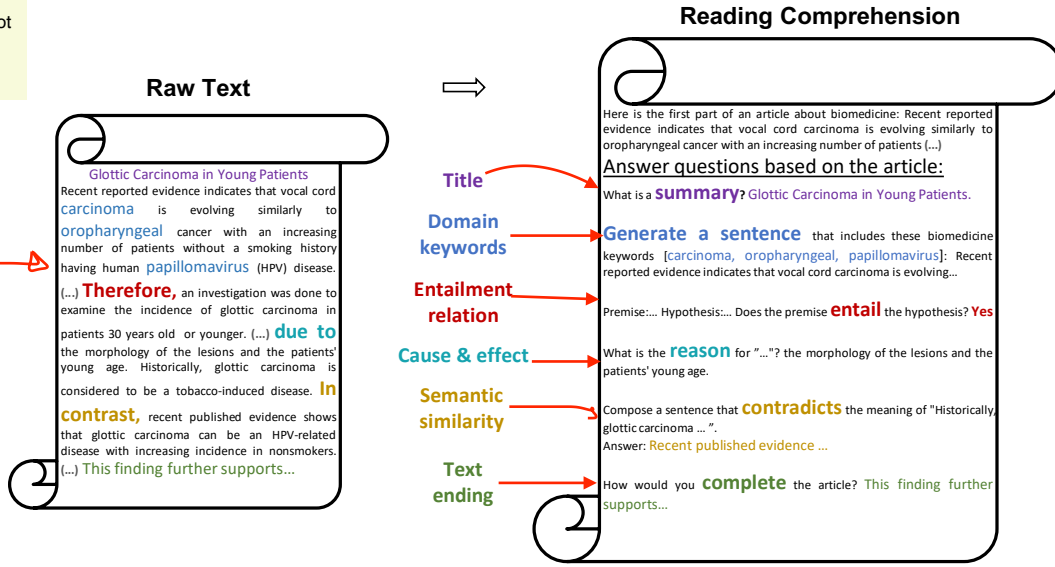 ot
Reading Comprehension
Raw Text
Glottic Carcinoma in Young Patients
Recent reported evidence indicates that vocal cord
carcinoma is evolving similarly to
oropharyngeal cancer with an increasing
number of patients without a smoking history
having human papillomavirus (HPV) disease.
(...) Therefore, an investigation was done to
examine the incidence of glottic carcinoma in
patients 30 years old or younger. (...) due to
the morphology of the lesions and the patients'
young age. Historically, glottic carcinoma is
considered to be a tobacco-induced disease. In
contrast, recent published evidence shows
that glottic carcinoma can be an HPV-related
disease with increasing incidence in nonsmokers.
(...) This finding further supports...
Title
Domain
keywords
Entailment
relation
Cause & effect
Semantic
similarity
Text
ending
Here is the first part of an article about biomedicine: Recent reported
evidence indicates that vocal cord carcinoma is evolving similarly to
oropharyngeal cancer with an increasing number of patients (...)
Answer questions based on the article:
What is a summary? Glottic Carcinoma in Young Patients.
Generate a sentence that includes these biomedicine
keywords [carcinoma, oropharyngeal, papillomavirus]: Recent
reported evidence indicates that vocal cord carcinoma is evolving...
Premise:... Hypothesis:... Does the premise entail the hypothesis? Yes
What is the reason for "..."? the morphology of the lesions and the
patients' young age.
Compose a sentence that contradicts the meaning of "Historically,
glottic carcinoma ... ".
Answer: Recent published evidence ...
How would you complete the article? This finding further
supports...